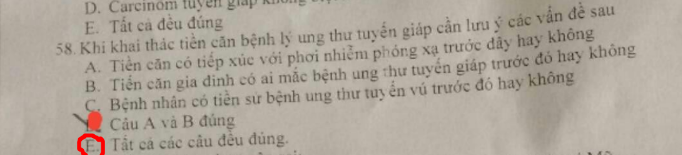 D. Carcinôm tuyến giáp không
E. Tất cả đều đúng
58. Khi khai thác tiền căn bệnh lý ung thư tuyến giáp cần lưu ý các vấn đề sau
A. Tiền căn có tiếp xúc với phơi nhiễm phóng xạ trước đây hay không
B. Tiền căn gia đình có ai mắc bệnh ung thư tuyến giáp trước đó hay không
C. Bệnh nhân có tiền sử bệnh ung thư tuyến vú trước đó hay không
Câu A và B đúng
E. Tất cả các câu đều đúng.